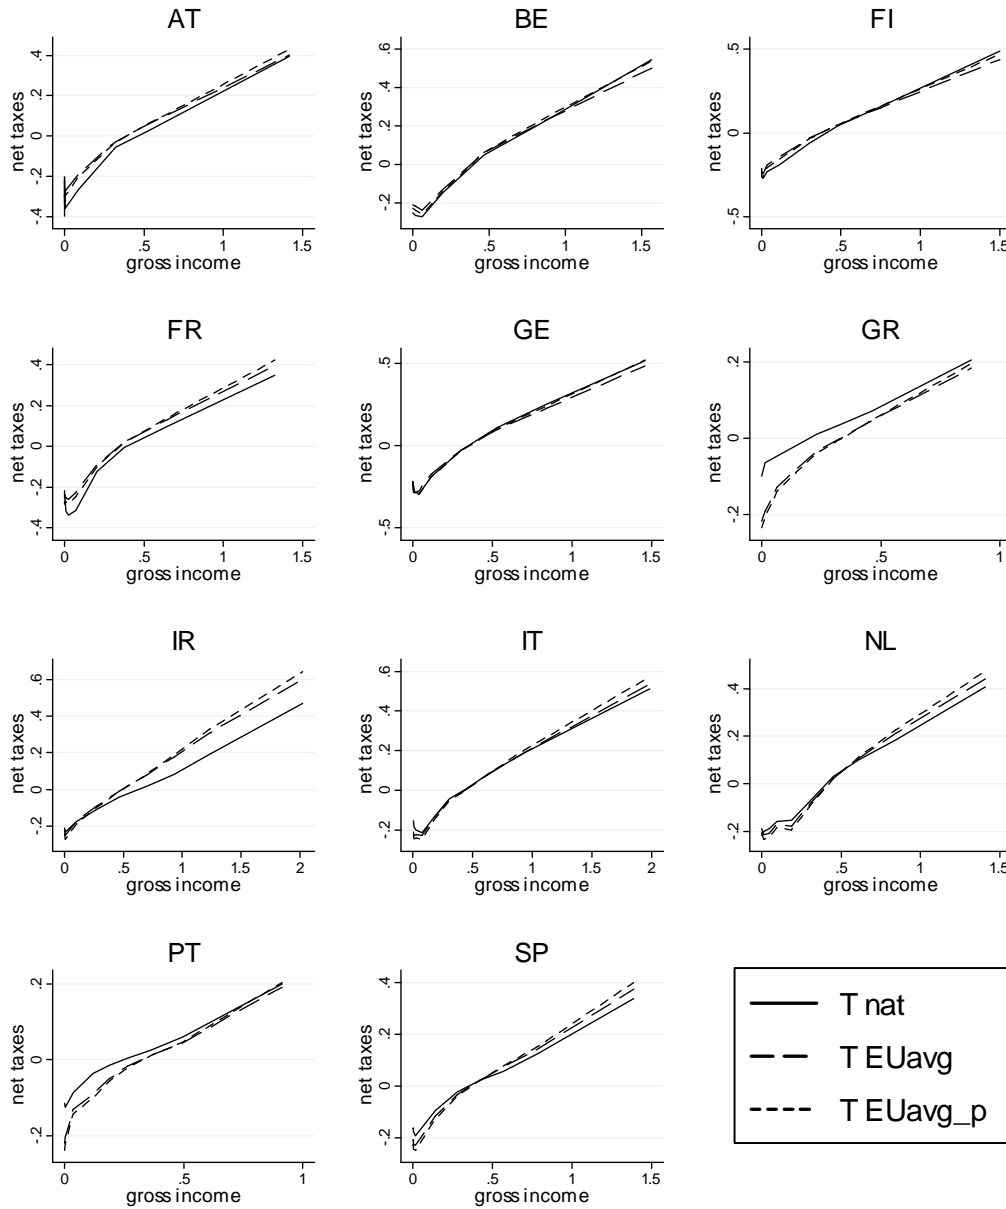 AT
net taxes
-.4 -.2 0 .2 .4
0 .5 1 1.5
gross income
BE
net taxes
-.2 0 .2 .4 .6
0 .5 1 1.5
gross income
FI
net taxes
-.5 0 .5
0 .5 1 1.5
gross income
FR
net taxes
-.4 -.2 0 .2 .4
0 .5 1 1.5
gross income
GE
net taxes
-.5 0 .5
0 .5 1 1.5
gross income
GR
net taxes
-.2 0 .2
0 .5 1
gross income
IR
net taxes
-.2 0 .2 .4 .6
0 .5 1 1.5 2
gross income
IT
net taxes
-.2 0 .2 .4 .6
0 .5 1 1.5 2
gross income
NL
net taxes
-.2 0 .2 .4
0 .5 1 1.5
gross income
PT
net taxes
-.2 0 .2
0 .5 1
gross income
SP
net taxes
-.2 0 .2 .4
0 .5 1 1.5
gross income
T nat
T EUavg
T EUavg_p